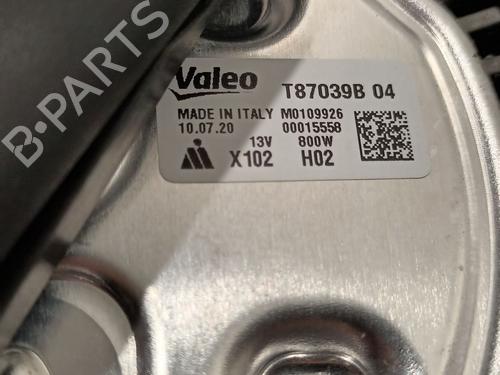 B-PARTS
Valeo T87039B 04
MADE IN ITALY M0109926
10.07.20 00015558
13V 800W
X102 H02